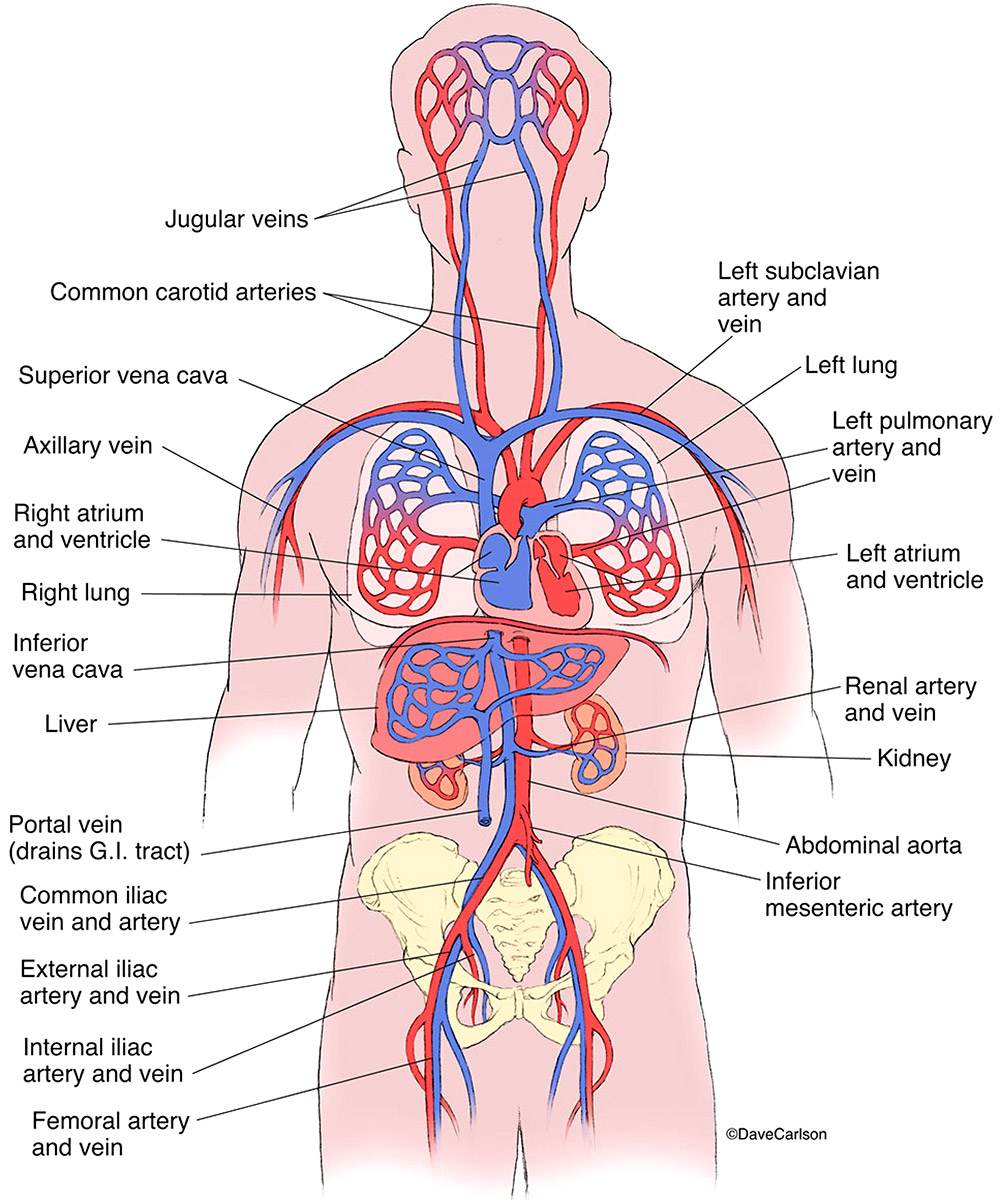 Jugular veins
Common carotid arteries
Superior vena cava
Axillary vein
Right atrium
and ventricle
Right lung
Inferior
vena cava
Liver
Portal vein
(drains G.I. tract)
Common iliac
vein and artery
External iliac
artery and vein
Internal iliac
artery and vein
Femoral artery
and vein
Left subclavian
artery and
vein
Left lung
Left pulmonary
artery and
vein
Left atrium
and ventricle
Renal artery
and vein
Kidney
Abdominal aorta
Inferior
mesenteric artery
©DaveCarlson